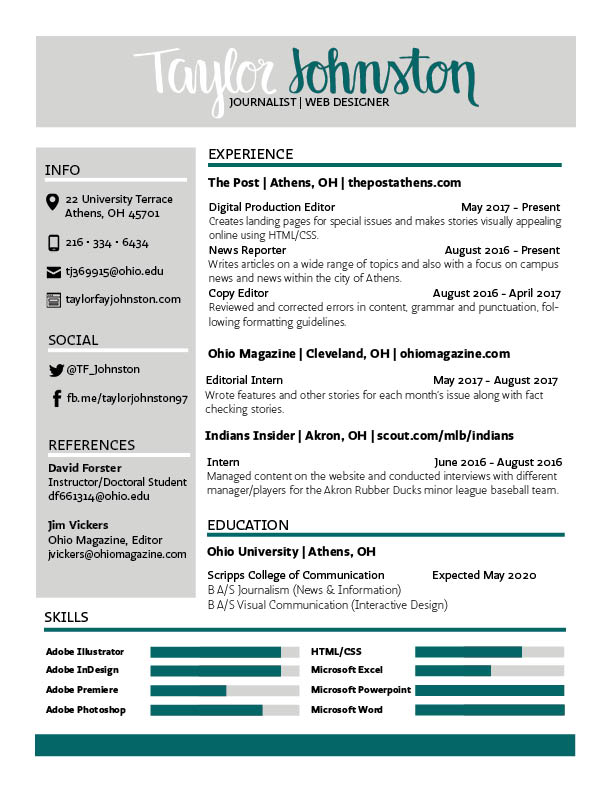 Taylor Johnston
JOURNALIST | WEB DESIGNER
INFO
22 University Terrace
Athens, OH 45701
216 • 334 • 6434
tj369915@ohio.edu
taylorfayjohnston.com
SOCIAL
@TF_Johnston
fb.me/taylorjohnston97
REFERENCES
David Forster
Instructor/Doctoral Student
df661314@ohio.edu
Jim Vickers
Ohio Magazine, Editor
jvickers@ohiomagazine.com
EXPERIENCE
The Post | Athens, OH | thepostathens.com
Digital Production Editor May 2017 - Present
Creates landing pages for special issues and makes stories visually appealing
online using HTML/CSS.
News Reporter August 2016 - Present
Writes articles on a wide range of topics and also with a focus on campus
news and news within the city of Athens.
Copy Editor August 2016 - April 2017
Reviewed and corrected errors in content, grammar and punctuation, fol-
lowing formatting guidelines.
Ohio Magazine | Cleveland, OH | ohiomagazine.com
Editorial Intern May 2017 - August 2017
Wrote features and other stories for each month's issue along with fact
checking stories.
Indians Insider | Akron, OH | scout.com/mlb/indians
Intern June 2016 - August 2016
Managed content on the website and conducted interviews with different
manager/players for the Akron Rubber Ducks minor league baseball team.
EDUCATION
Ohio University | Athens, OH
Scripps College of Communication Expected May 2020
B A/S Journalism (News & Information)
B A/S Visual Communication (Interactive Design)
SKILLS
Adobe Illustrator
Adobe InDesign
Adobe Premiere
Adobe Photoshop
HTML/CSS
Microsoft Excel
Microsoft Powerpoint
Microsoft Word